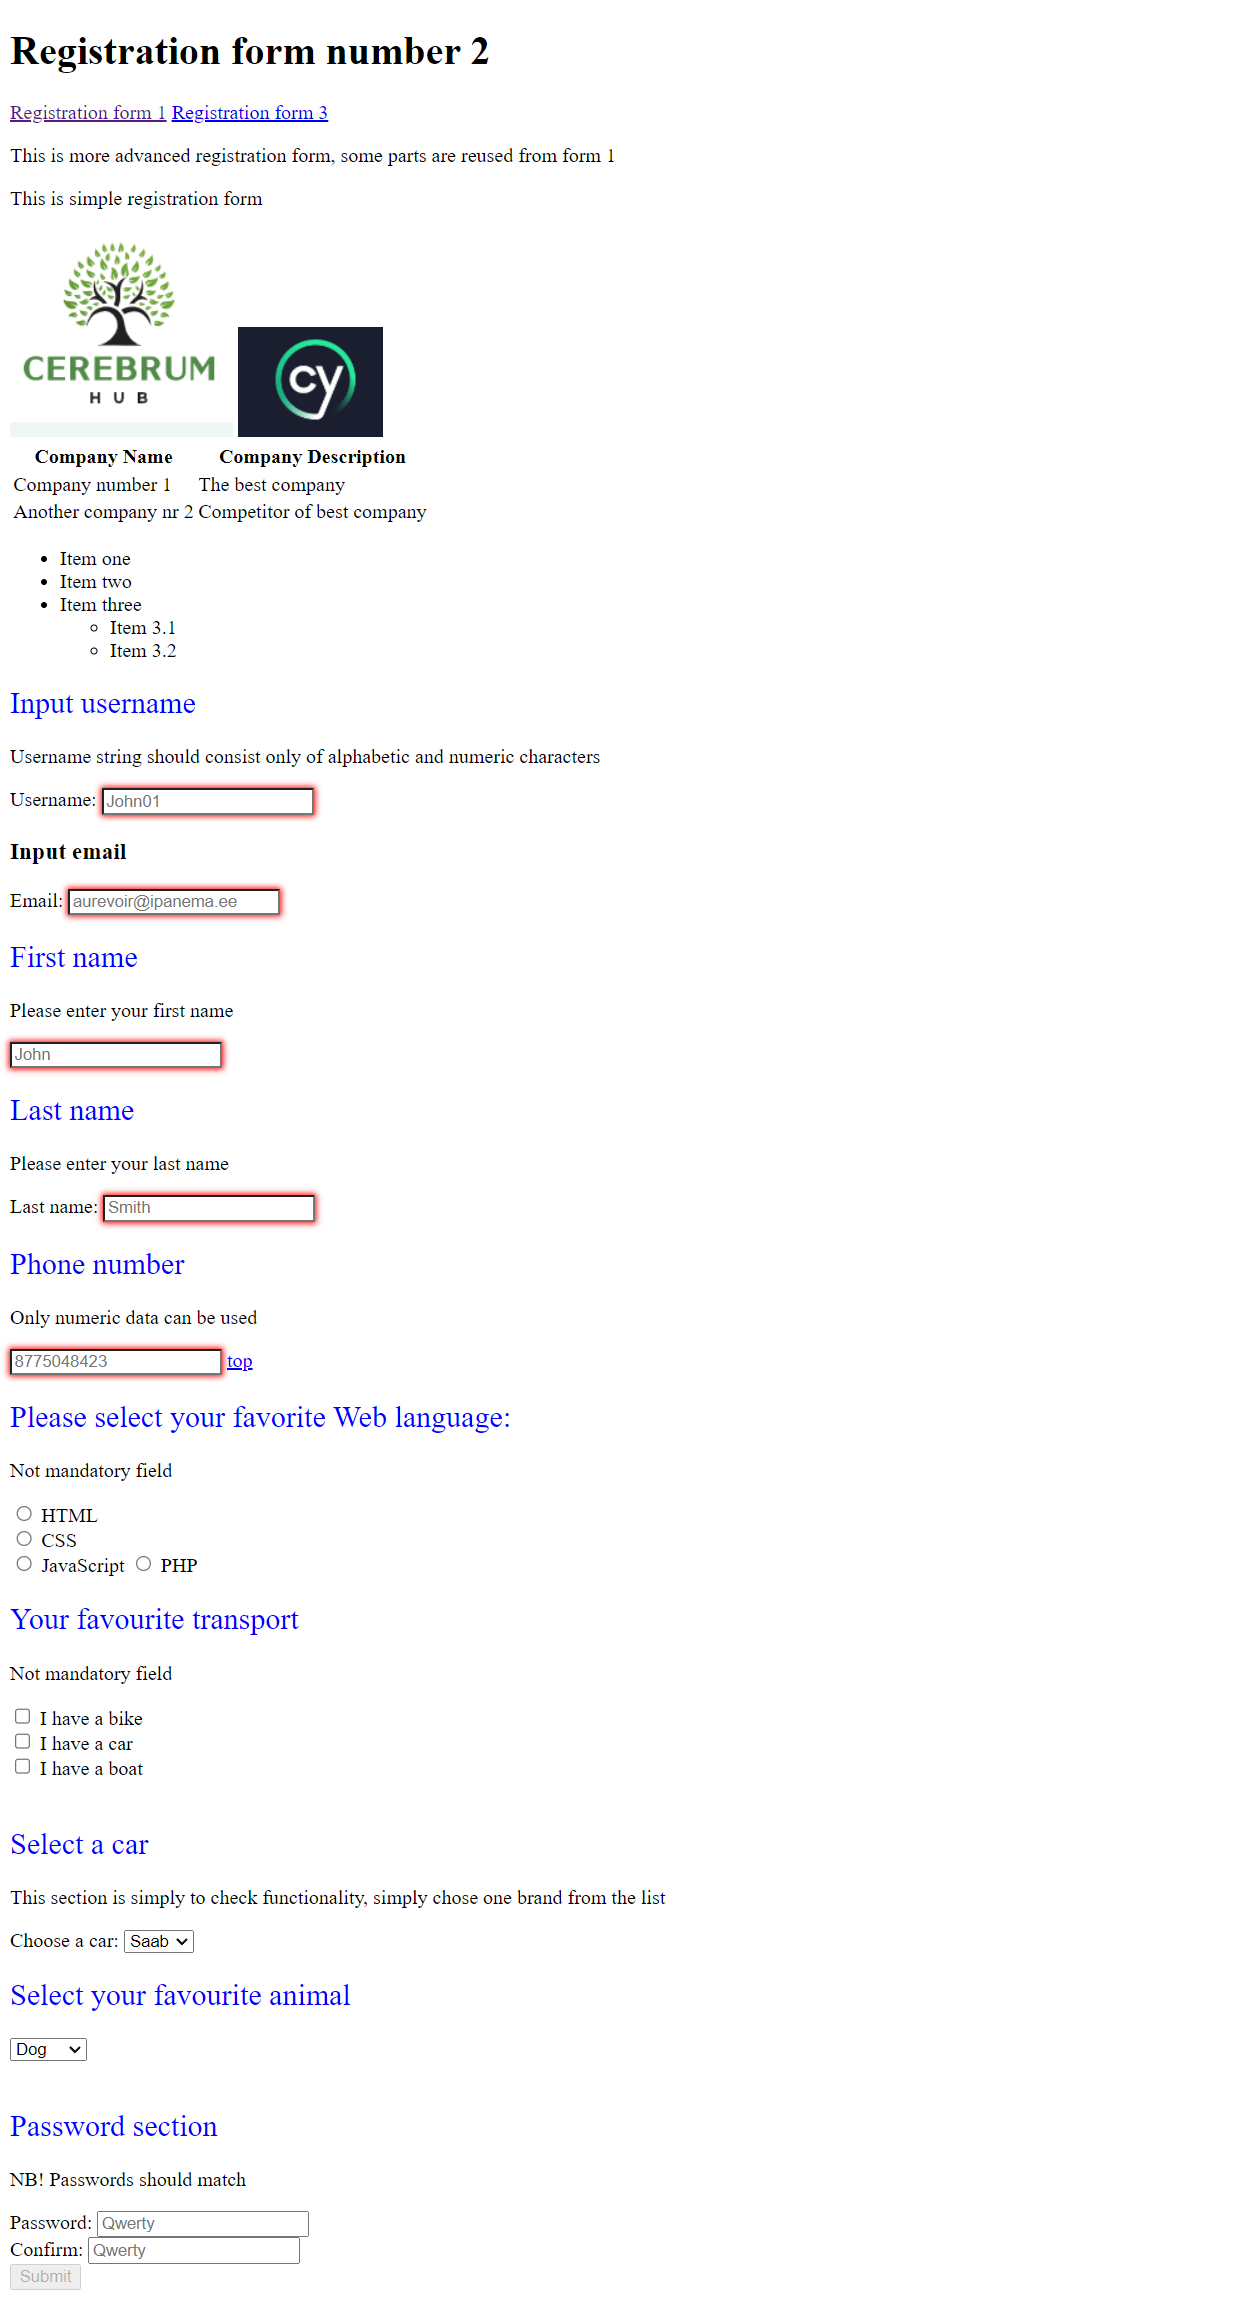 Registration form number 2
Registration form 1 Registration form 3
This is more advanced registration form, some parts are reused from form 1
This is simple registration form
CEREBRUM
HUB
cy
Company Name Company Description
Company number 1 The best company
Another company nr 2 Competitor of best company
Item one
Item two
Item three
Item 3.1
Item 3.2
Input username
Username string should consist only of alphabetic and numeric characters
Username: John01
Input email
Email: aurevoir@ipanema.ee
First name
Please enter your first name
John
Last name
Please enter your last name
Last name: Smith
Phone number
Only numeric data can be used
8775048423 top
Please select your favorite Web language:
Not mandatory field
HTML
CSS
JavaScript PHP
Your favourite transport
Not mandatory field
I have a bike
I have a car
I have a boat
Select a car
This section is simply to check functionality, simply chose one brand from the list
Choose a car: Saab
Select your favourite animal
Dog
Password section
NB! Passwords should match
Password: Qwerty
Confirm: Qwerty
Submit